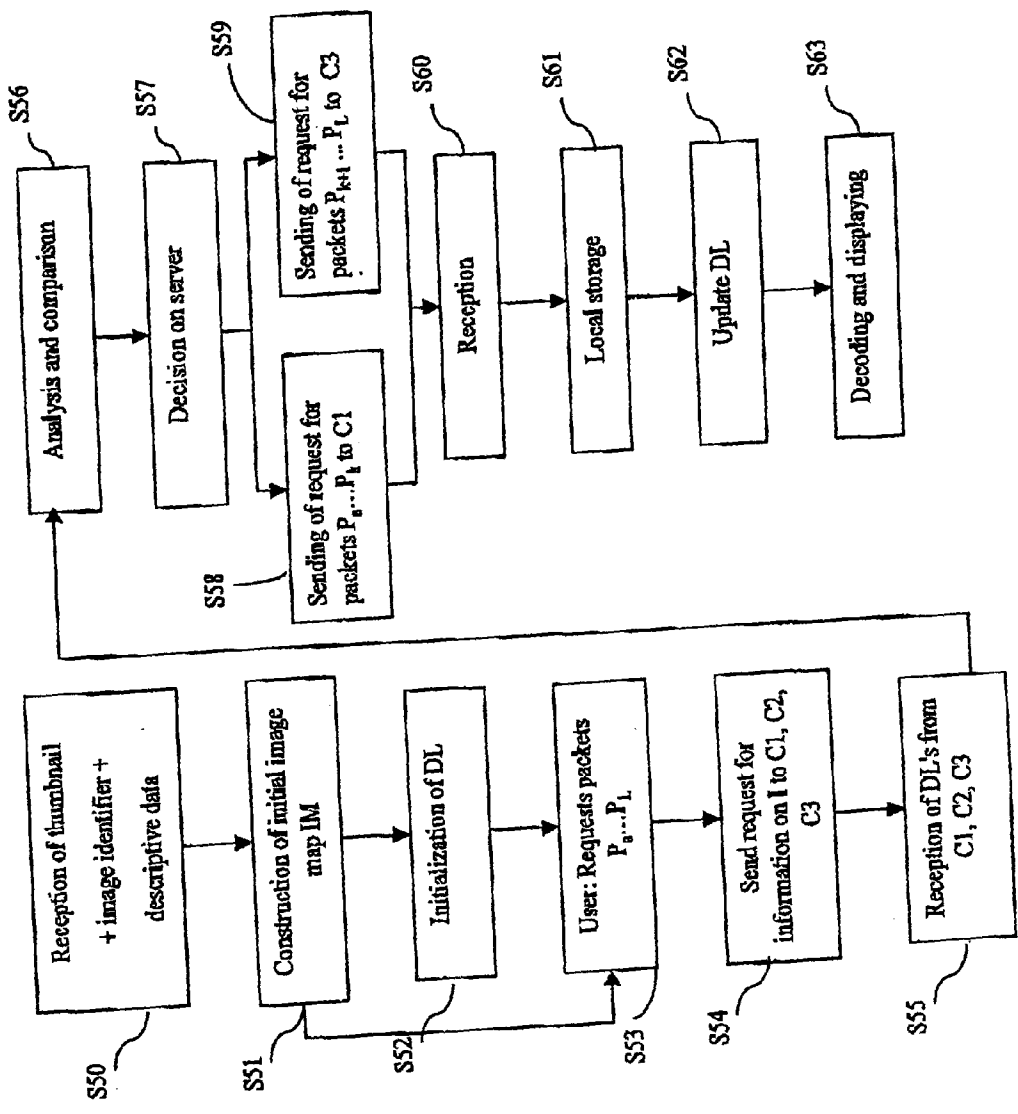 S50
Reception of thumbnail
+ image identifier +
descriptive data
S51
Construction of initial image
map IM
S52
Initialization of DL
S53
User: Requests packets
Pₙ...P_L
S54
Send request for
information on I to C1, C2,
C3
S55
Reception of DL's from
C1, C2, C3
S56
Analysis and comparison
S57
Decision on server
S58
Sending of request for
packets Pₙ...Pₖ to C1
S59
Sending of request for
packets Pₖ₊₁ ... P_L to C3
S60
Reception
S61
Local storage
S62
Update DL
S63
Decoding and displaying